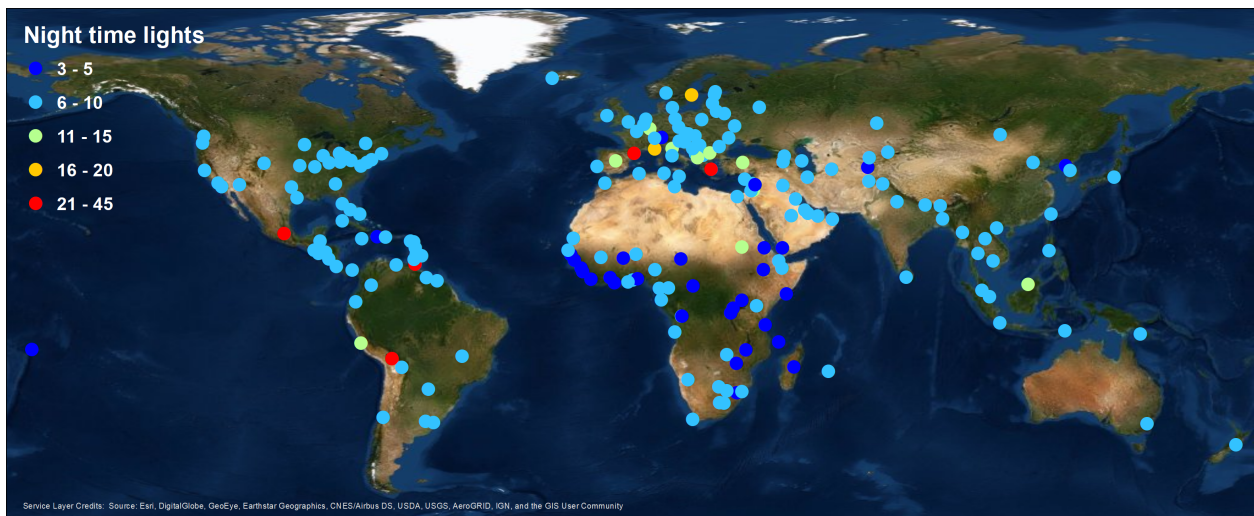 Night time lights
3 - 5
6 - 10
11 - 15
16 - 20
21 - 45
Service Layer Credits: Source: Esri, DigitalGlobe, GeoEye, Earthstar Geographics, CNES/Airbus DS, USDA, USGS, AeroGRID, IGN, and the GIS User Community